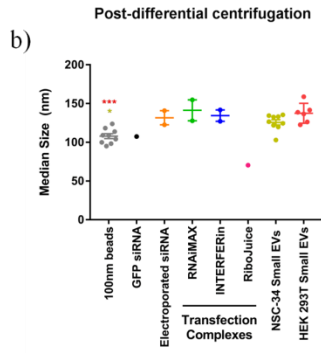 Post-differential centrifugation
b)
Median Size (nm)
200
150
100
50
0
***
*
100nm beads
GFP siRNA
Electroporated siRNA
RNAiMAX
INTERFERin
RiboJuice
NSC-34 Small EVs
HEK 293T Small EVs
Transfection
Complexes